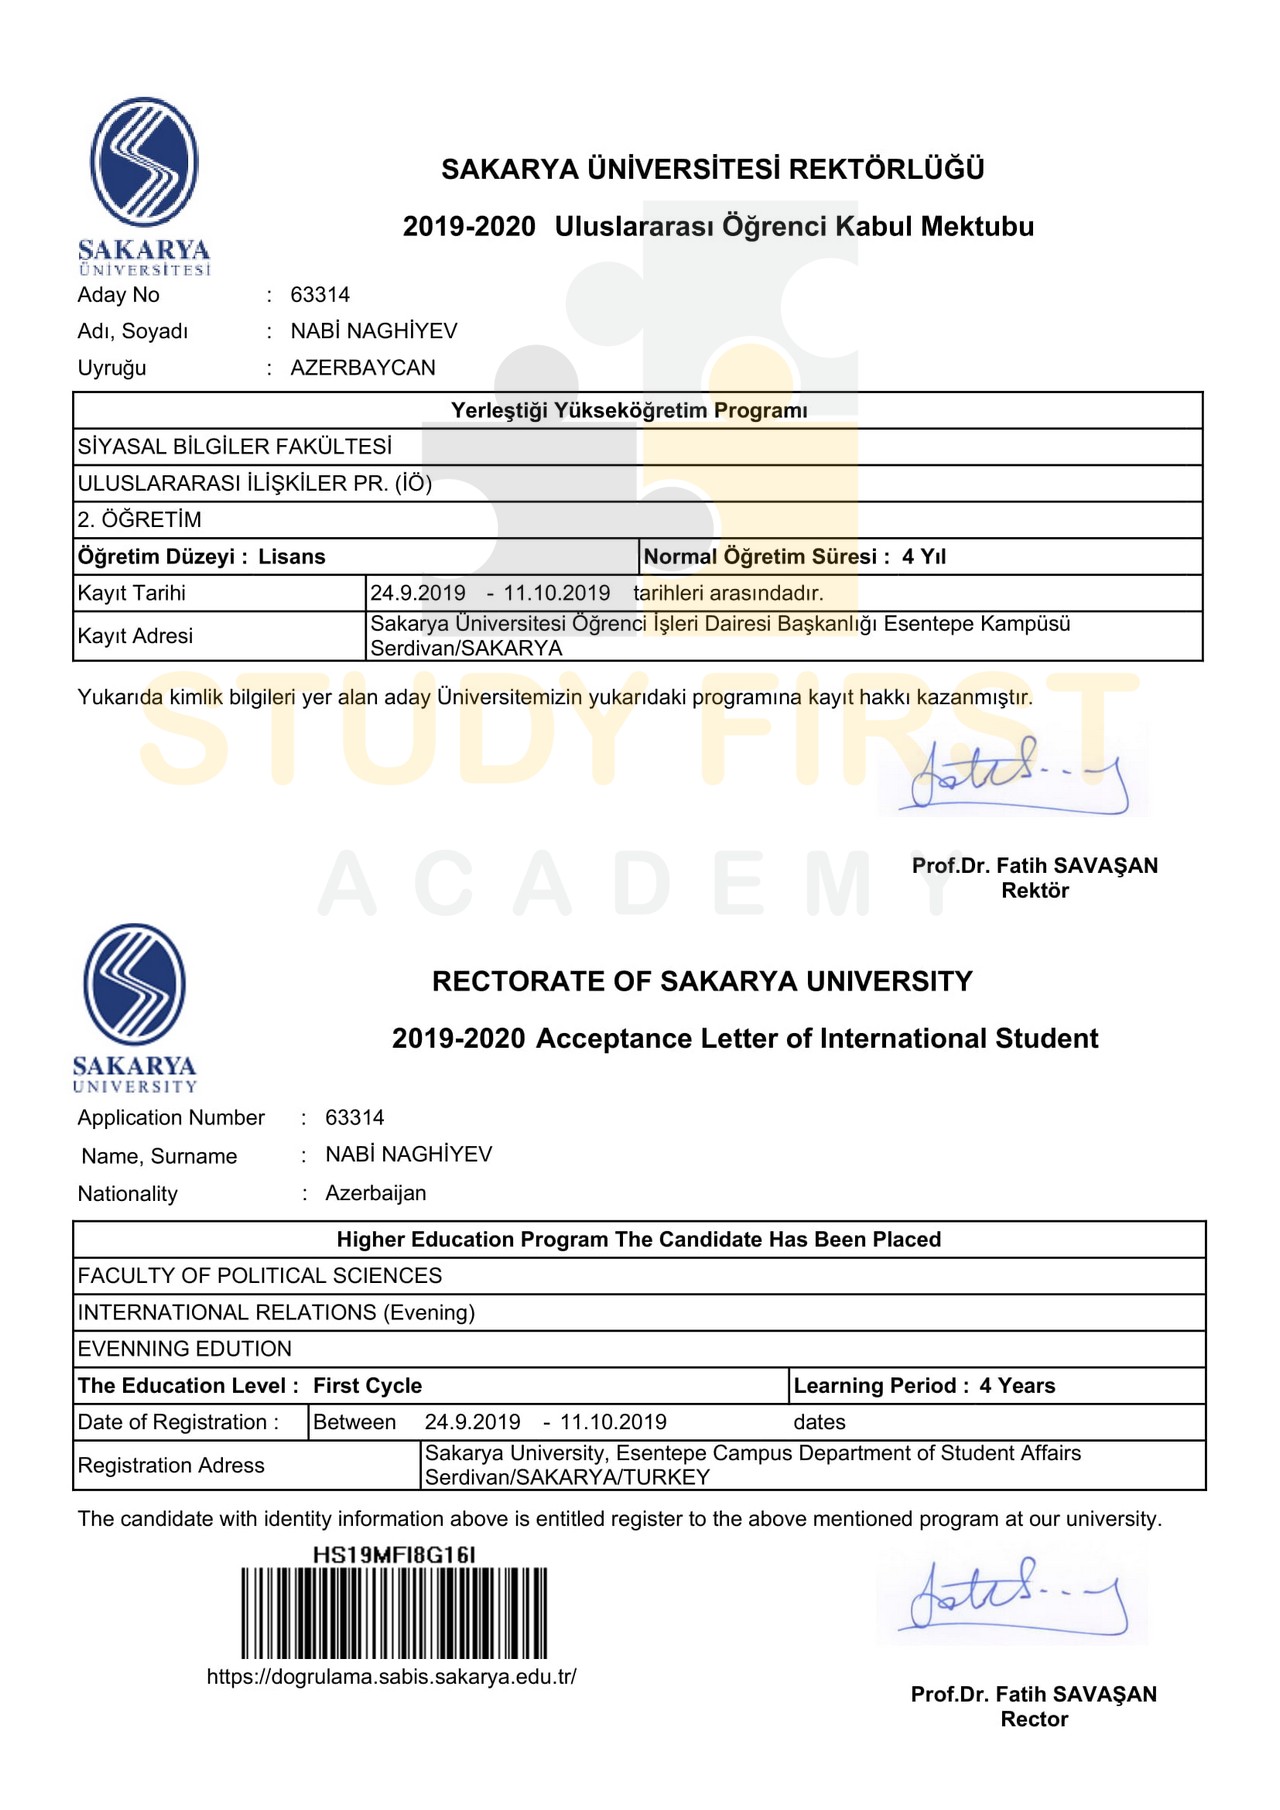 SAKARYA
ÜNİVERSİTESİ
SAKARYA ÜNİVERSİTESİ REKTÖRLÜĞÜ
2019-2020 Uluslararası Öğrenci Kabul Mektubu
Aday No : 63314
Adı, Soyadı : NABİ NAGHİYEV
Uyruğu : AZERBAYCAN
Yerleştiği Yükseköğretim Programı
SİYASAL BİLGİLER FAKÜLTESİ
ULUSLARARASI İLİŞKİLER PR. (İÖ)
2. ÖĞRETİM
Öğretim Düzeyi : Lisans Normal Öğretim Süresi : 4 Yıl
Kayıt Tarihi 24.9.2019 - 11.10.2019 tarihleri arasındadır.
Kayıt Adresi Sakarya Üniversitesi Öğrenci İşleri Dairesi Başkanlığı Esentepe Kampüsü
Serdivan/SAKARYA
Yukarıda kimlik bilgileri yer alan aday Üniversitemizin yukarıdaki programına kayıt hakkı kazanmıştır.
STUDY FIRST
ACADEMY
Prof.Dr. Fatih SAVAŞAN
Rektör
SAKARYA
UNIVERSITY
RECTORATE OF SAKARYA UNIVERSITY
2019-2020 Acceptance Letter of International Student
Application Number : 63314
Name, Surname : NABİ NAGHİYEV
Nationality : Azerbaijan
Higher Education Program The Candidate Has Been Placed
FACULTY OF POLITICAL SCIENCES
INTERNATIONAL RELATIONS (Evening)
EVENNING EDUTION
The Education Level : First Cycle Learning Period : 4 Years
Date of Registration : Between 24.9.2019 - 11.10.2019 dates
Registration Adress Sakarya University, Esentepe Campus Department of Student Affairs
Serdivan/SAKARYA/TURKEY
The candidate with identity information above is entitled register to the above mentioned program at our university.
HS19MFI8G16I
https://dogrulama.sabis.sakarya.edu.tr/
Prof.Dr. Fatih SAVAŞAN
Rector